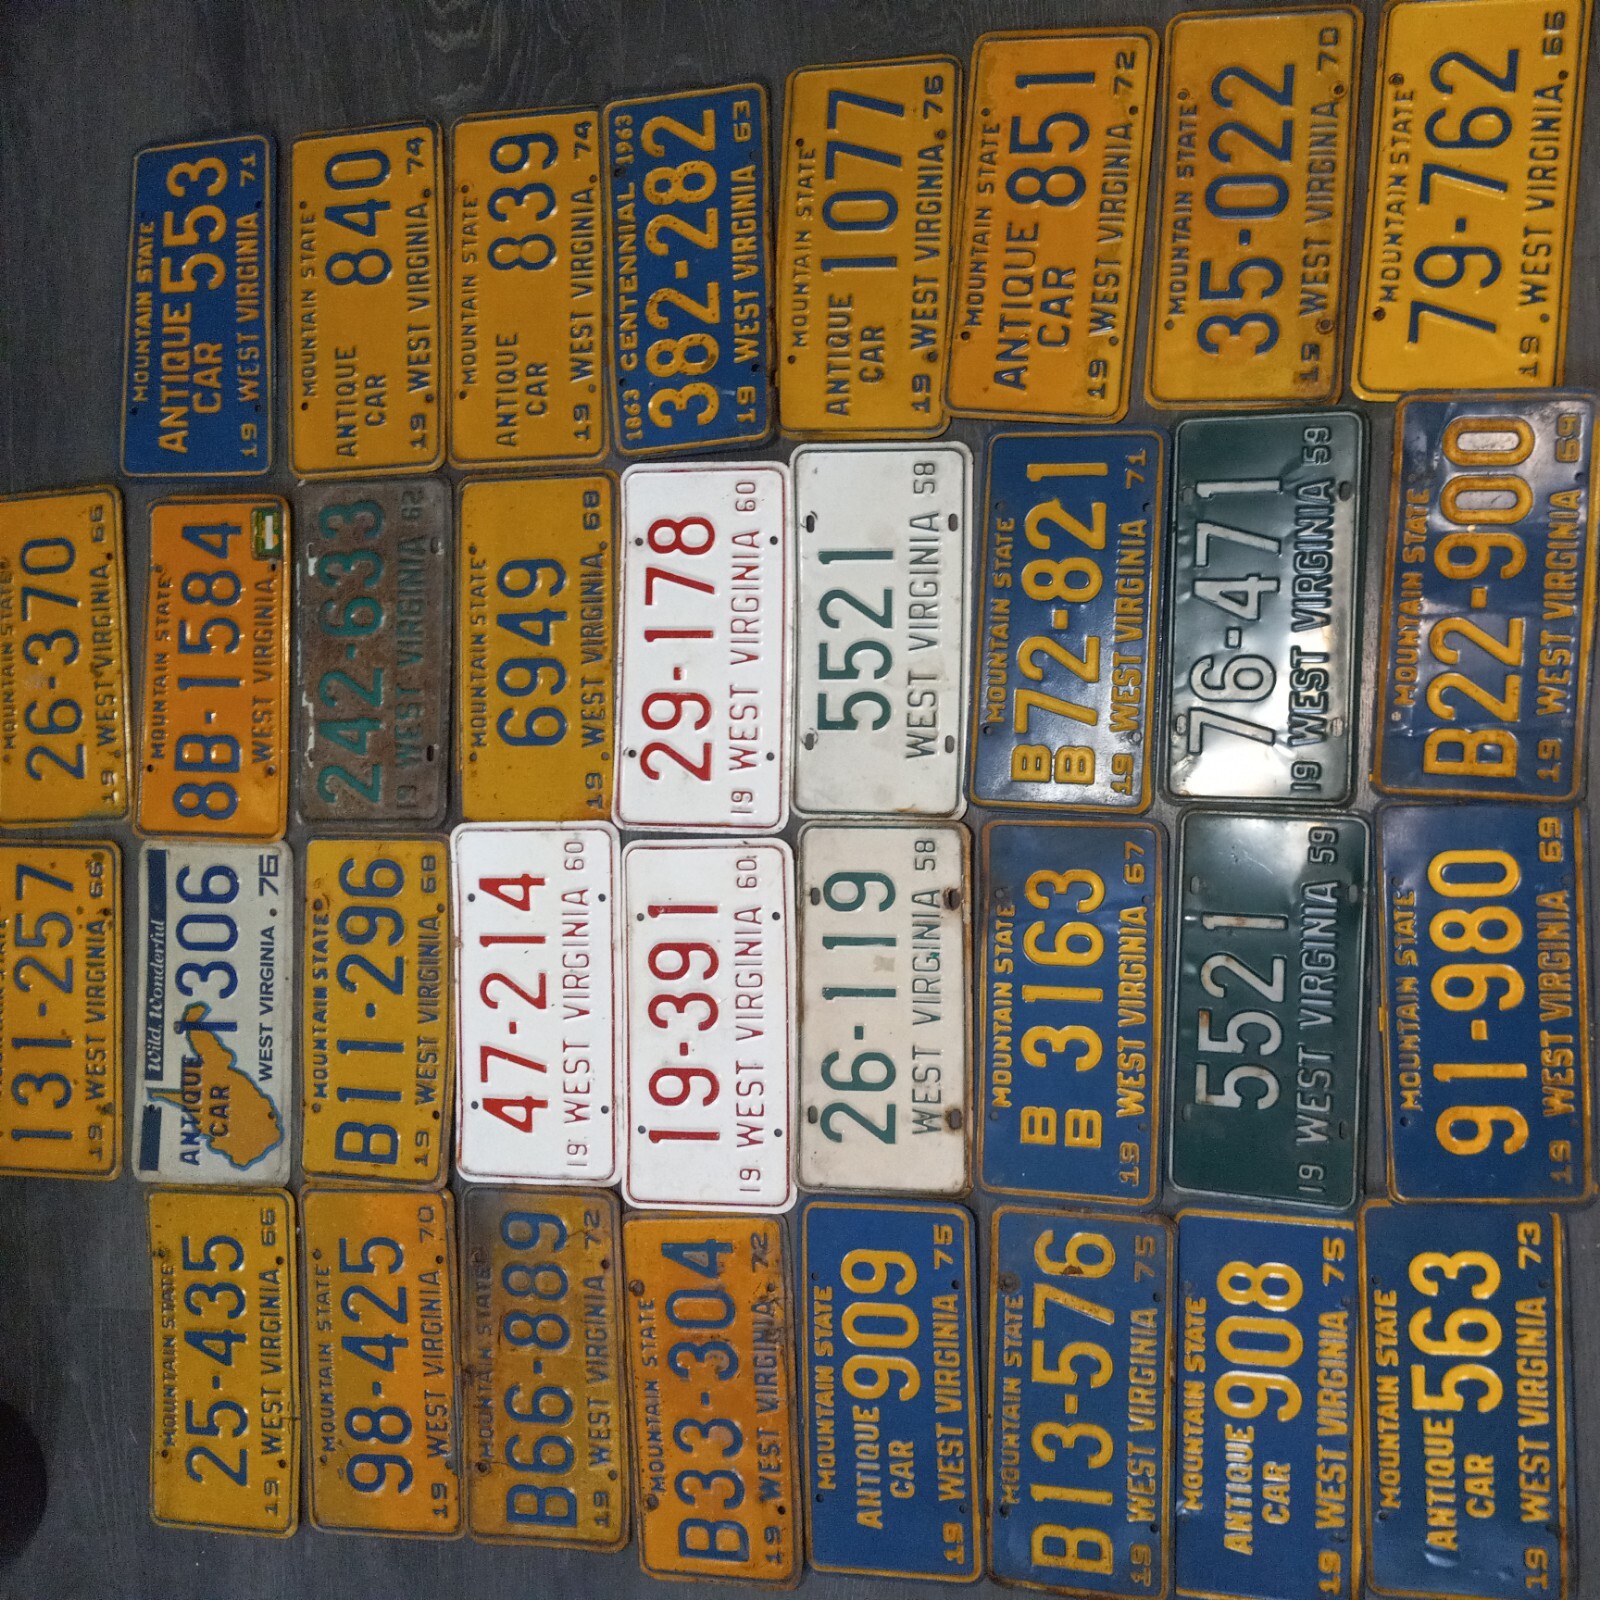 STATE
131-257
19 WEST VIRGINIA. 66
MOUNTAIN STATE
26-370
19 WEST VIRGINIA. 66
MOUNTAIN STATE
25-435
19 WEST VIRGINIA. 66
Wild, Wonderful
ANTIQUE
CAR
1306
WEST VIRGINIA . 76
MOUNTAIN STATE
8B-1584
.WEST VIRGINIA.
MOUNTAIN STATE
ANTIQUE
CAR
553
19 . WEST VIRGINIA . 71
MOUNTAIN STATE
98-425
19 . WEST VIRGINIA . 70
MOUNTAIN STATE
B11-296
19 . WEST VIRGINIA . 68
242-633
19 WEST VIRGINIA 62
MOUNTAIN STATE
ANTIQUE
CAR
840
19 . WEST VIRGINIA . 74
MOUNTAIN STATE
B66-889
19 . WEST VIRGINIA . 72
47-214
19 WEST VIRGINIA 60
MOUNTAIN STATE
6949
19 . WEST VIRGINIA . 68
MOUNTAIN STATE
ANTIQUE
CAR
839
19 . WEST VIRGINIA . 74
MOUNTAIN STATE
B33-304
19 . WEST VIRGINIA . 72
19-391
19 WEST VIRGINIA 60
29-178
19 WEST VIRGINIA 60
1863 CENTENNIAL 1963
382-282
19 WEST VIRGINIA. 63
MOUNTAIN STATE
ANTIQUE
CAR
909
19 . WEST VIRGINIA . 75
26-119
WEST VIRGINIA 58
5521
WEST VIRGINIA 58
MOUNTAIN STATE
ANTIQUE
CAR
1077
19 . WEST VIRGINIA . 76
MOUNTAIN STATE
B13-576
19 . WEST VIRGINIA . 75
MOUNTAIN STATE
B
B
3163
19 . WEST VIRGINIA . 67
MOUNTAIN STATE
B
B
72-821
19 . WEST VIRGINIA . 71
MOUNTAIN STATE
ANTIQUE
CAR
851
19 . WEST VIRGINIA . 72
MOUNTAIN STATE
ANTIQUE
CAR
908
19 . WEST VIRGINIA . 75
5521
19 WEST VIRGINIA 59
76-471
19 WEST VIRGINIA 59
MOUNTAIN STATE
35-022
19 . WEST VIRGINIA . 70
MOUNTAIN STATE
ANTIQUE
CAR
563
19 . WEST VIRGINIA . 73
MOUNTAIN STATE
91-980
19 . WEST VIRGINIA . 69
MOUNTAIN STATE
B22-900
19 . WEST VIRGINIA . 69
MOUNTAIN STATE
79-762
19 . WEST VIRGINIA . 66